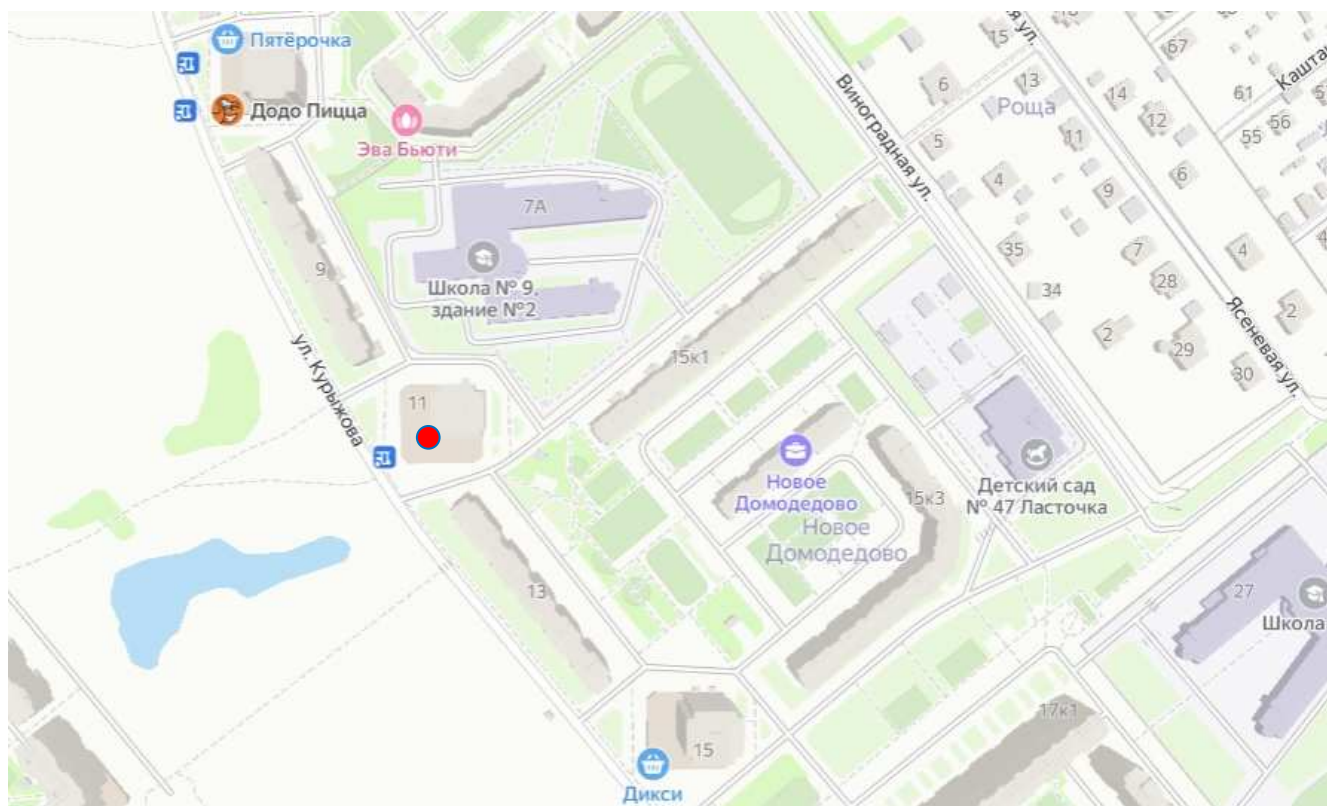 Пятёрочка
Додо Пицца
Эва Бьюти
7А
Школа № 9,
здание №2
9
ул. Курыжова
11
15к1
Виноградная ул.
15
13
Роща
6
5
4
11
14
12
67
61
55
56
6
9
7
35
34
28
2
29
30
4
2
Ясеневая ул.
Новое
Домодедово
Новое
Домодедово
15к3
Детский сад
№ 47 Ласточка
13
27
Школа
17к1
15
Дикси